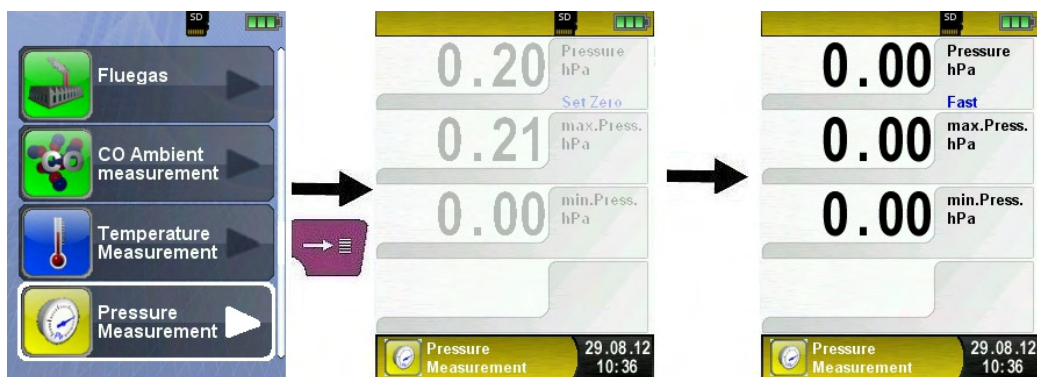 SD
Fluegas
CO Ambient
measurement
CO
Temperature
Measurement
Pressure
Measurement
SD
0.20 Pressure
hPa
Set Zero
0.21 max.Press.
hPa
0.00 min.Press.
hPa
Pressure
Measurement
29.08.12
10:36
SD
0.00 Pressure
hPa
Fast
0.00 max.Press.
hPa
0.00 min.Press.
hPa
Pressure
Measurement
29.08.12
10:36